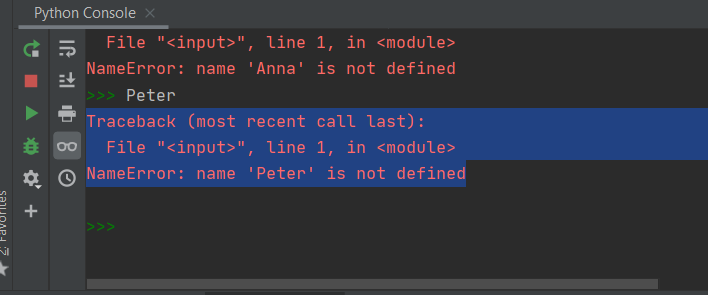 Python Console
File "<input>", line 1, in <module>
NameError: name 'Anna' is not defined
>>> Peter
Traceback (most recent call last):
File "<input>", line 1, in <module>
NameError: name 'Peter' is not defined
>>>
2: Favorites